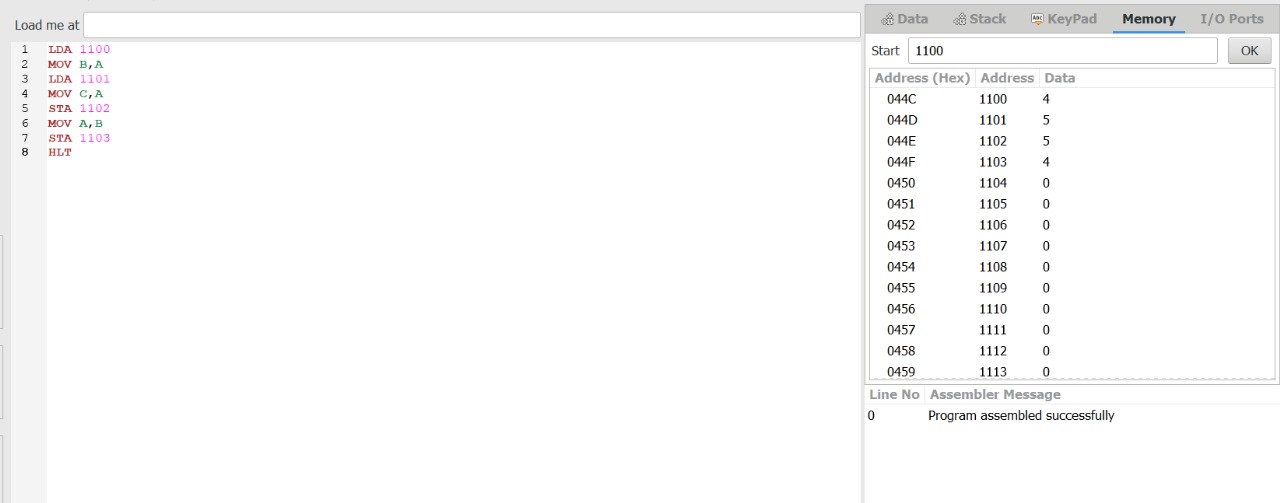 Load me at
1 LDA 1100
2 MOV B,A
3 LDA 1101
4 MOV C,A
5 STA 1102
6 MOV A,B
7 STA 1103
8 HLT
Data Stack KeyPad Memory I/O Ports
Start 1100 OK
Address (Hex) Address Data
044C 1100 4
044D 1101 5
044E 1102 5
044F 1103 4
0450 1104 0
0451 1105 0
0452 1106 0
0453 1107 0
0454 1108 0
0455 1109 0
0456 1110 0
0457 1111 0
0458 1112 0
0459 1113 0
Line No Assembler Message
0 Program assembled successfully